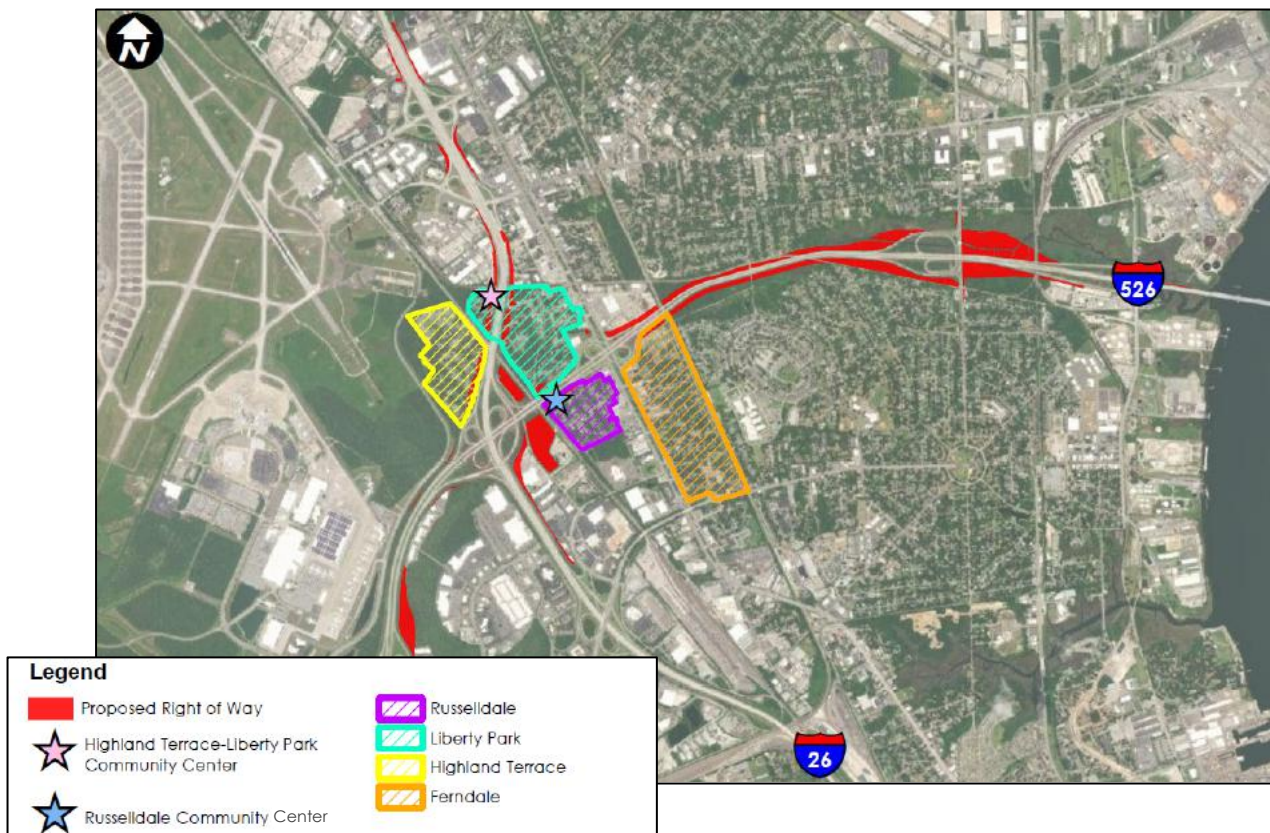 N
526
26
Legend
Proposed Right of Way
Highland Terrace-Liberty Park
Community Center
Russelldale Community Center
Russelldale
Liberty Park
Highland Terrace
Ferndale